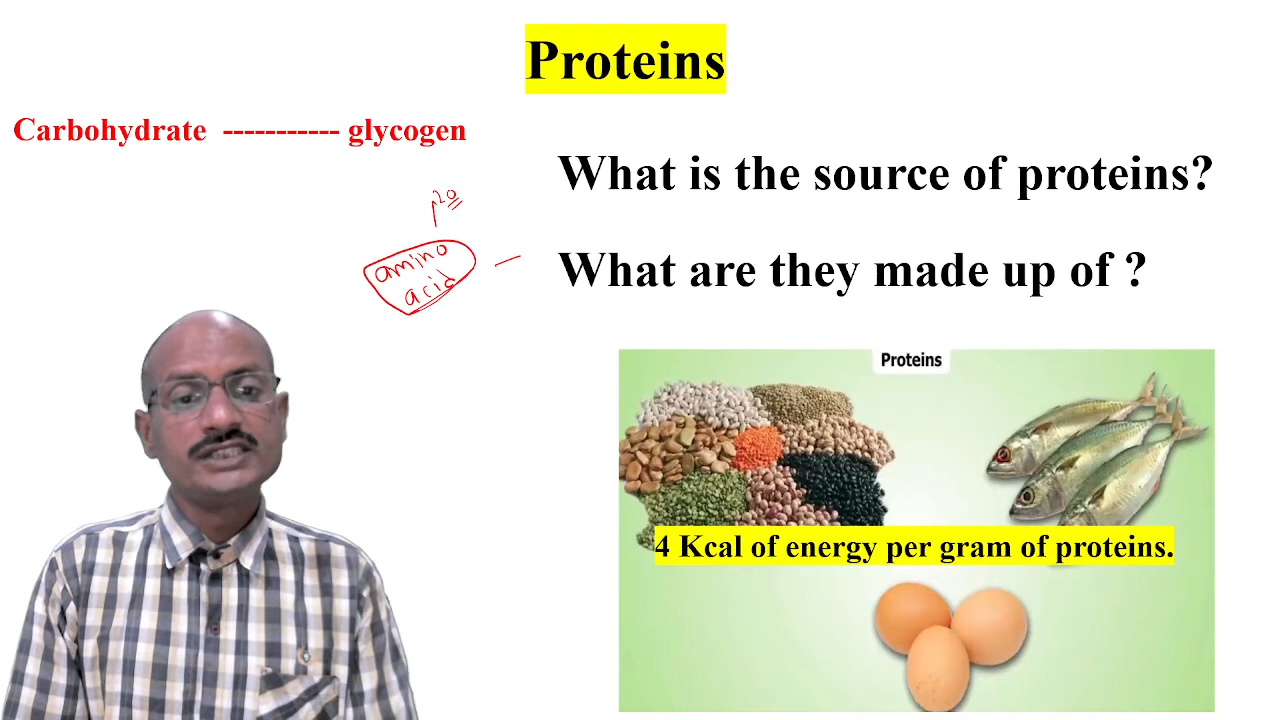 Proteins
Carbohydrate ----------- glycogen
What is the source of proteins?
amino
acid
What are they made up of ?
Proteins
4 Kcal of energy per gram of proteins.